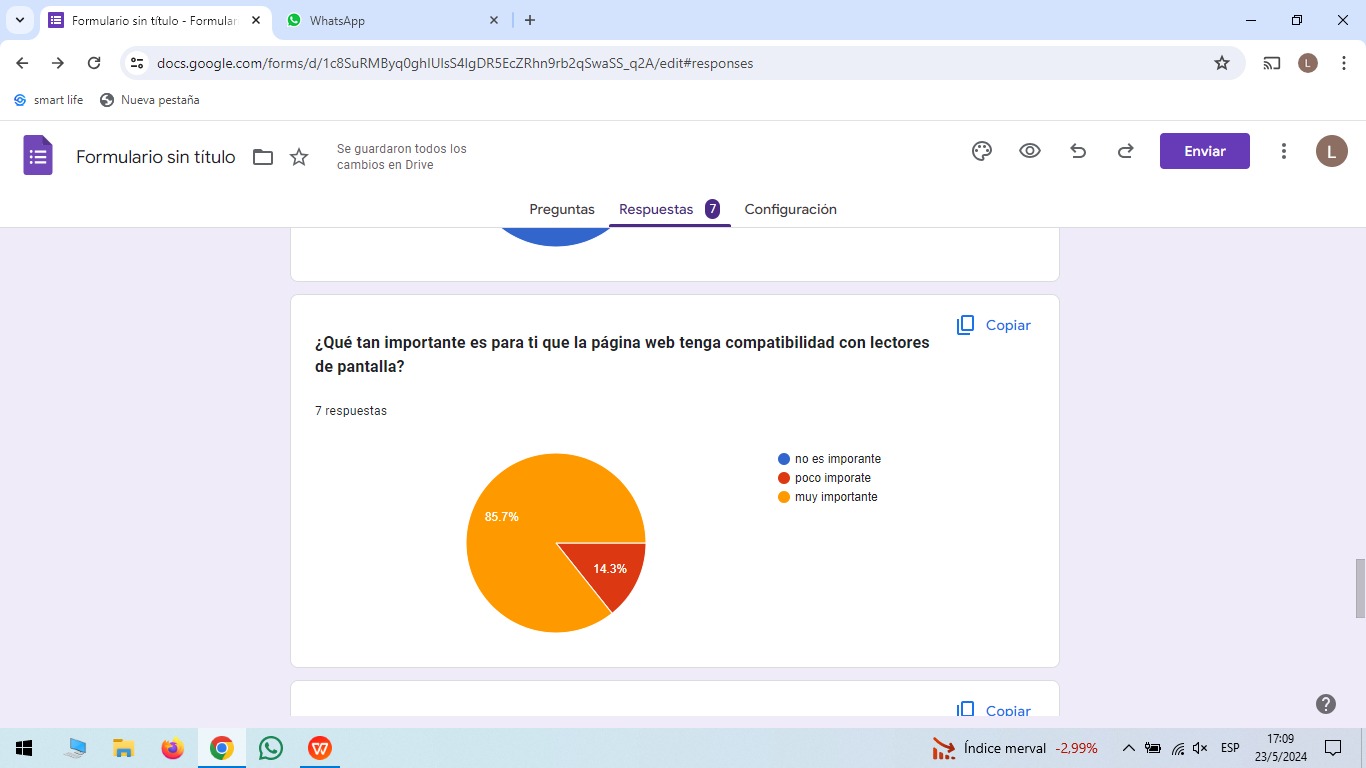 Formulario sin título - Formular
WhatsApp
docs.google.com/forms/d/1c8SuRMByq0ghIUIsS4IgDR5EcZRhn9rb2qSwaSS_q2A/edit#responses
L
smart life
Nueva pestaña
Formulario sin título
Se guardaron todos los
cambios en Drive
Enviar
L
Preguntas
Respuestas 7
Configuración
Copiar
¿Qué tan importante es para ti que la página web tenga compatibilidad con lectores
de pantalla?
7 respuestas
no es imporante
poco imporate
muy importante
85.7%
14.3%
Copiar
Índice merval -2,99%
ESP
17:09
23/5/2024